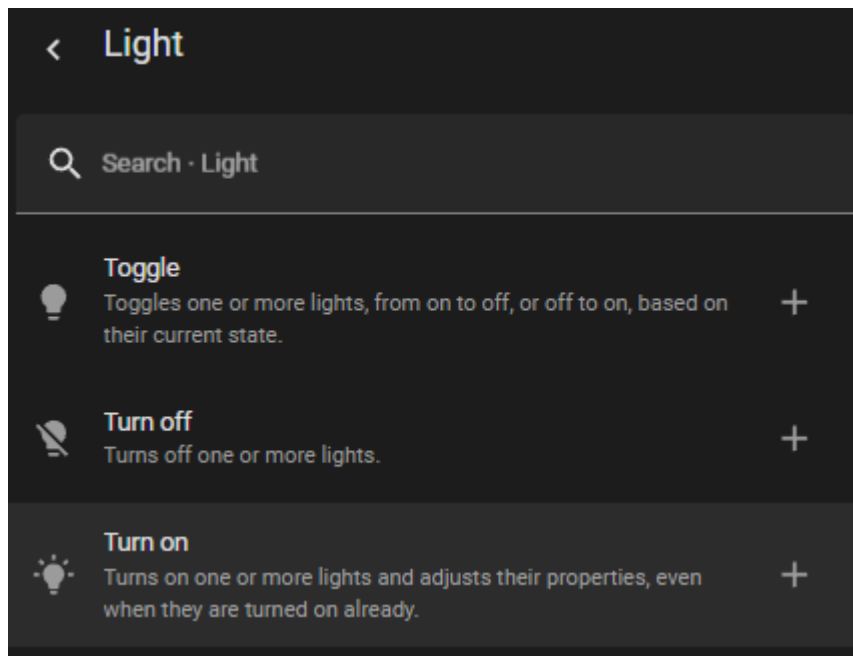 Light
Search · Light
Toggle
Toggles one or more lights, from on to off, or off to on, based on
their current state.
Turn off
Turns off one or more lights.
Turn on
Turns on one or more lights and adjusts their properties, even
when they are turned on already.